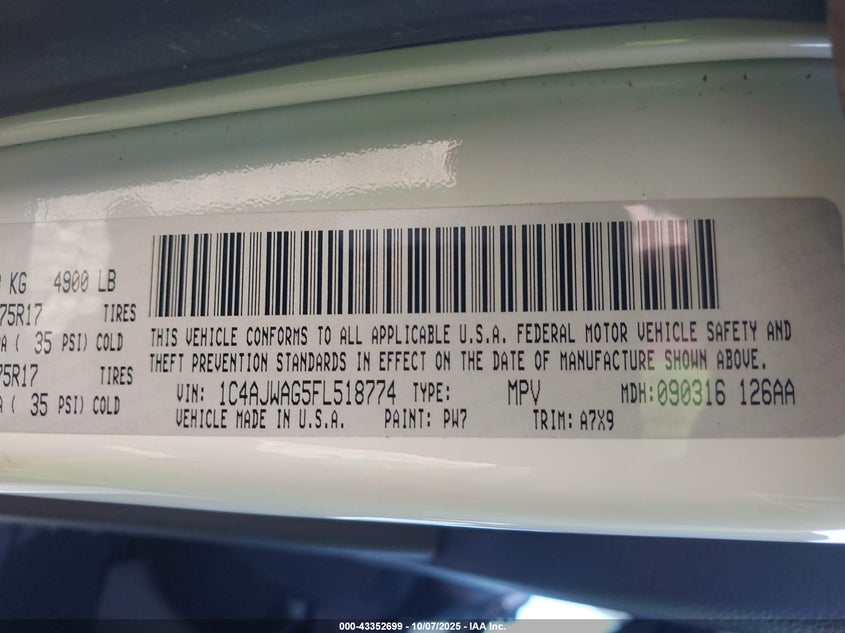 KG 4900 LB
75R17 TIRES
( 35 PSI) COLD
75R17 TIRES
( 35 PSI) COLD
THIS VEHICLE CONFORMS TO ALL APPLICABLE U.S.A. FEDERAL MOTOR VEHICLE SAFETY AND
THEFT PREVENTION STANDARDS IN EFFECT ON THE DATE OF MANUFACTURE SHOWN ABOVE.
VIN: 1C4AJWAG5FL518774 TYPE: MPV MDH: 090316 126AA
VEHICLE MADE IN U.S.A. PAINT: PW7 TRIM: A7X9
000-43352699 - 10/07/2025 - IAA Inc.